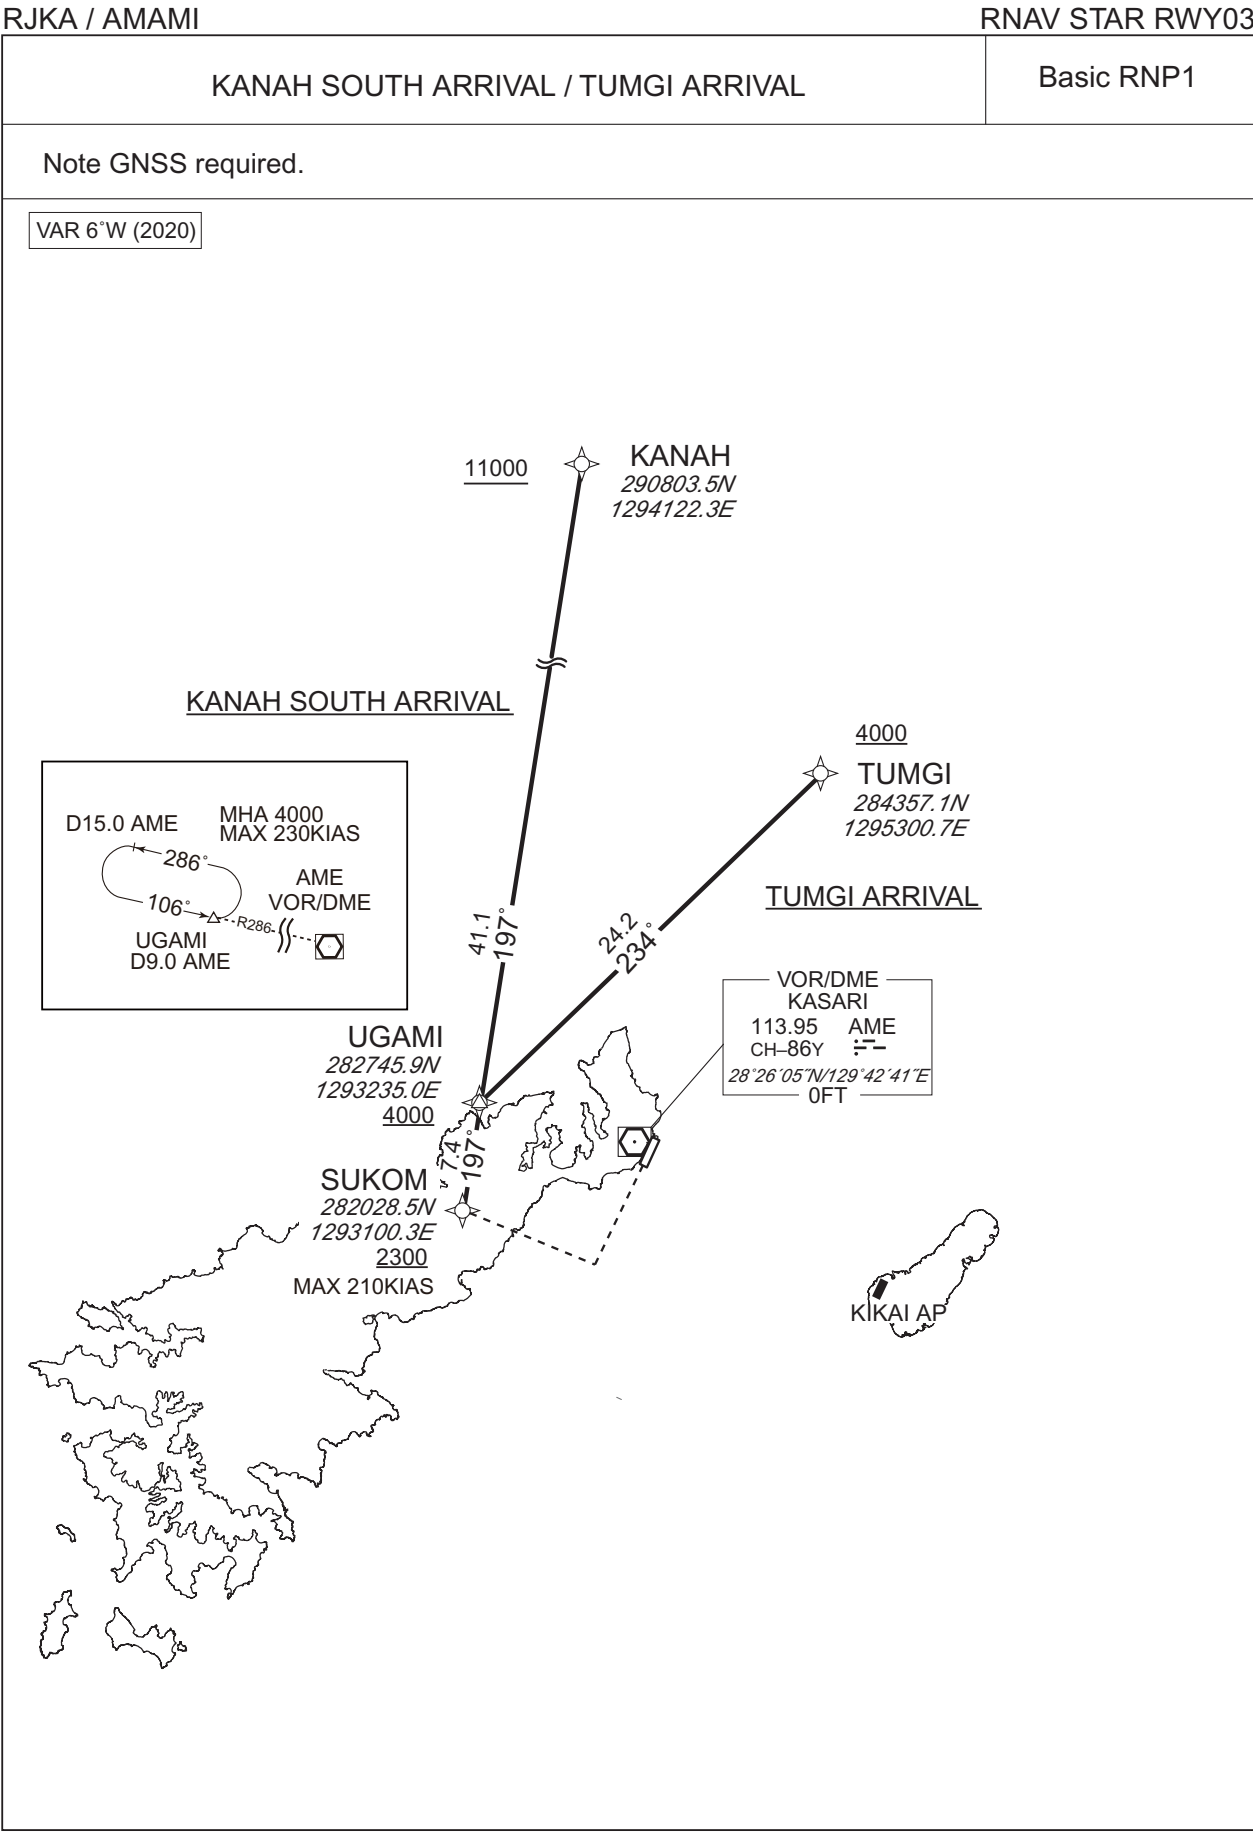 RJKA / AMAMI
RNAV STAR RWY03
KANAH SOUTH ARRIVAL / TUMGI ARRIVAL
Basic RNP1
Note GNSS required.
VAR 6˚W (2020)
11000
KANAH
290803.5N
1294122.3E
KANAH SOUTH ARRIVAL
4000
TUMGI
284357.1N
1295300.7E
TUMGI ARRIVAL
D15.0 AME
MHA 4000
MAX 230KIAS
286˚
106˚
R286
AME
VOR/DME
UGAMI
D9.0 AME
41.1
197˚
24.2
234˚
VOR/DME
KASARI
113.95 AME
CH–86Y
28˚26´05˝N/129˚42´41˝E
0FT
UGAMI
282745.9N
1293235.0E
4000
7.4
197˚
SUKOM
282028.5N
1293100.3E
2300
MAX 210KIAS
KIKAI AP